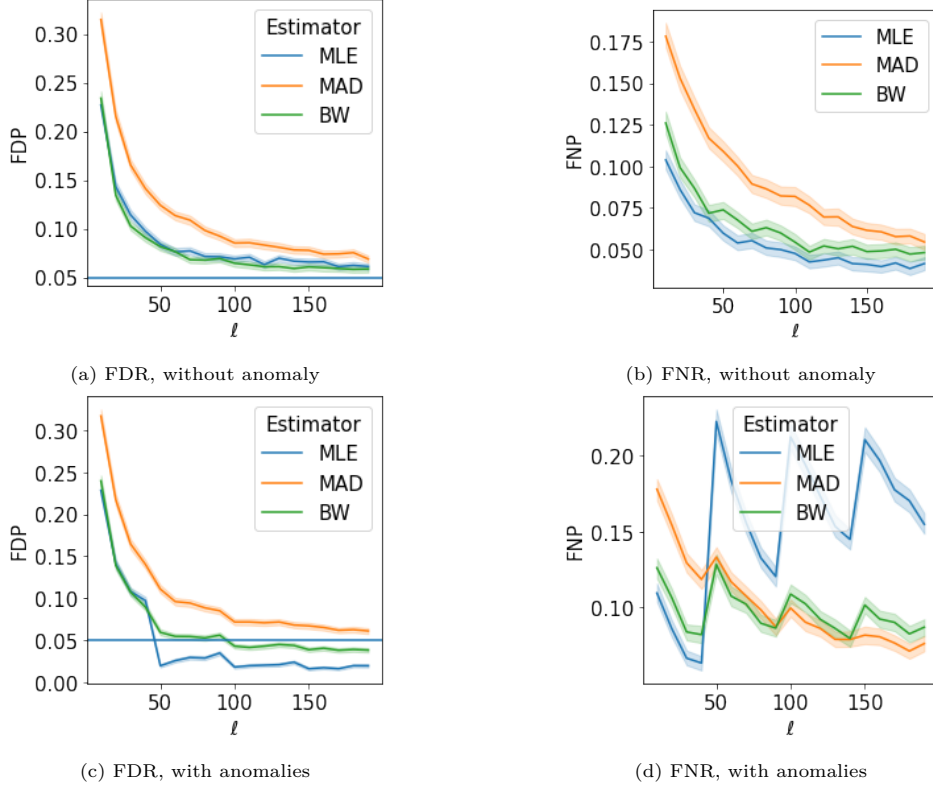 Estimator
MLE
MAD
BW
FDP
0.30
0.25
0.20
0.15
0.10
0.05
50
100
150
ℓ
(a) FDR, without anomaly
MLE
MAD
BW
FNP
0.175
0.150
0.125
0.100
0.075
0.050
50
100
150
ℓ
(b) FNR, without anomaly
Estimator
MLE
MAD
BW
FDP
0.30
0.25
0.20
0.15
0.10
0.05
0.00
50
100
150
ℓ
(c) FDR, with anomalies
Estimator
MLE
MAD
BW
FNP
0.20
0.15
0.10
50
100
150
ℓ
(d) FNR, with anomalies